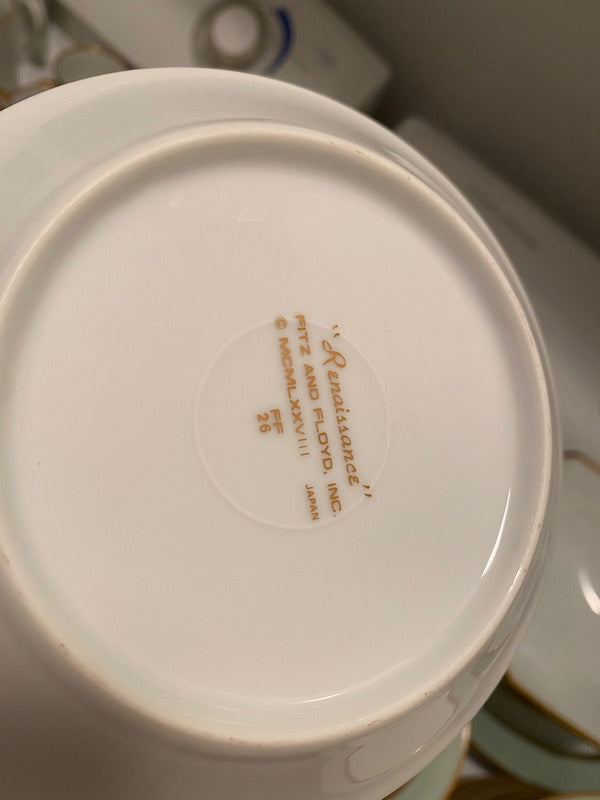 "Renaissance"
FITZ AND FLOYD, INC.
© MCMLXXVIII JAPAN
FF
26